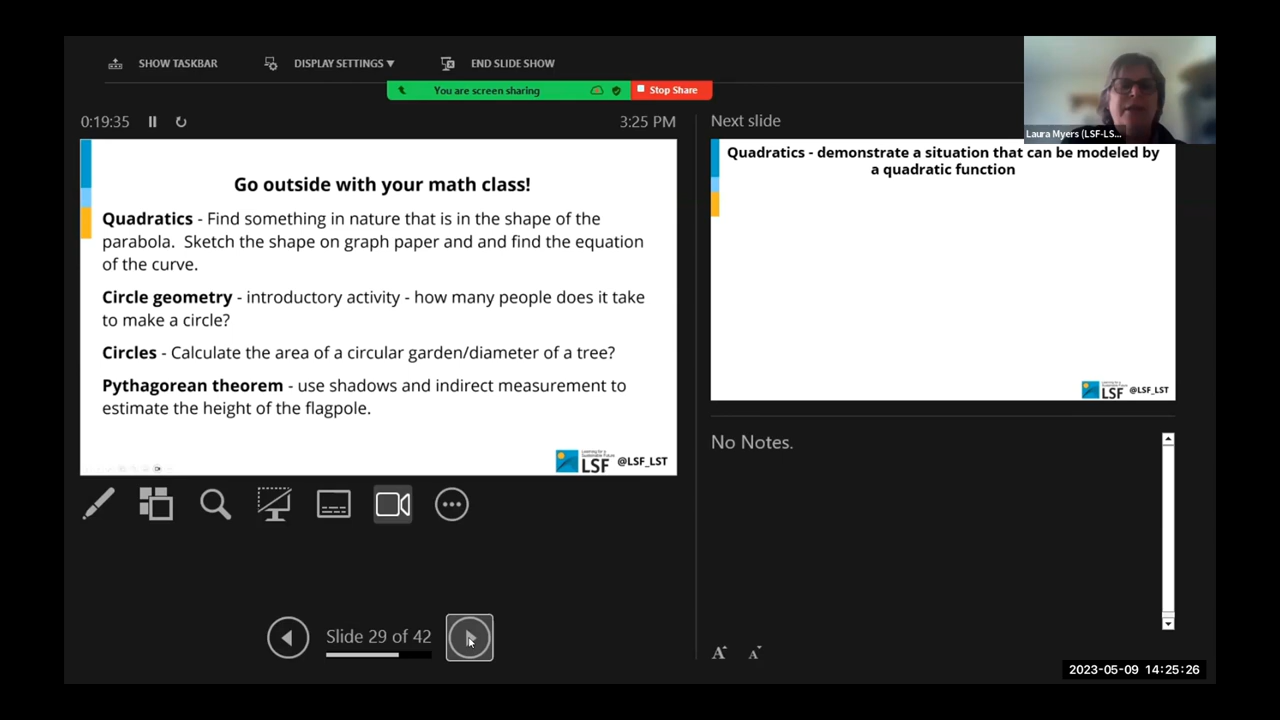 SHOW TASKBAR
DISPLAY SETTINGS ▾
END SLIDE SHOW
You are screen sharing
Stop Share
Laura Myers (LSF-LS...
0:19:35
3:25 PM
Next slide
Go outside with your math class!
Quadratics - Find something in nature that is in the shape of the
parabola. Sketch the shape on graph paper and and find the equation
of the curve.
Circle geometry - introductory activity - how many people does it take
to make a circle?
Circles - Calculate the area of a circular garden/diameter of a tree?
Pythagorean theorem - use shadows and indirect measurement to
estimate the height of the flagpole.
Learning for a
Sustainable Future
LSF
@LSF_LST
Quadratics - demonstrate a situation that can be modeled by
a quadratic function
LSF
@LSF_LST
No Notes.
Slide 29 of 42
A A
2023-05-09 14:25:26